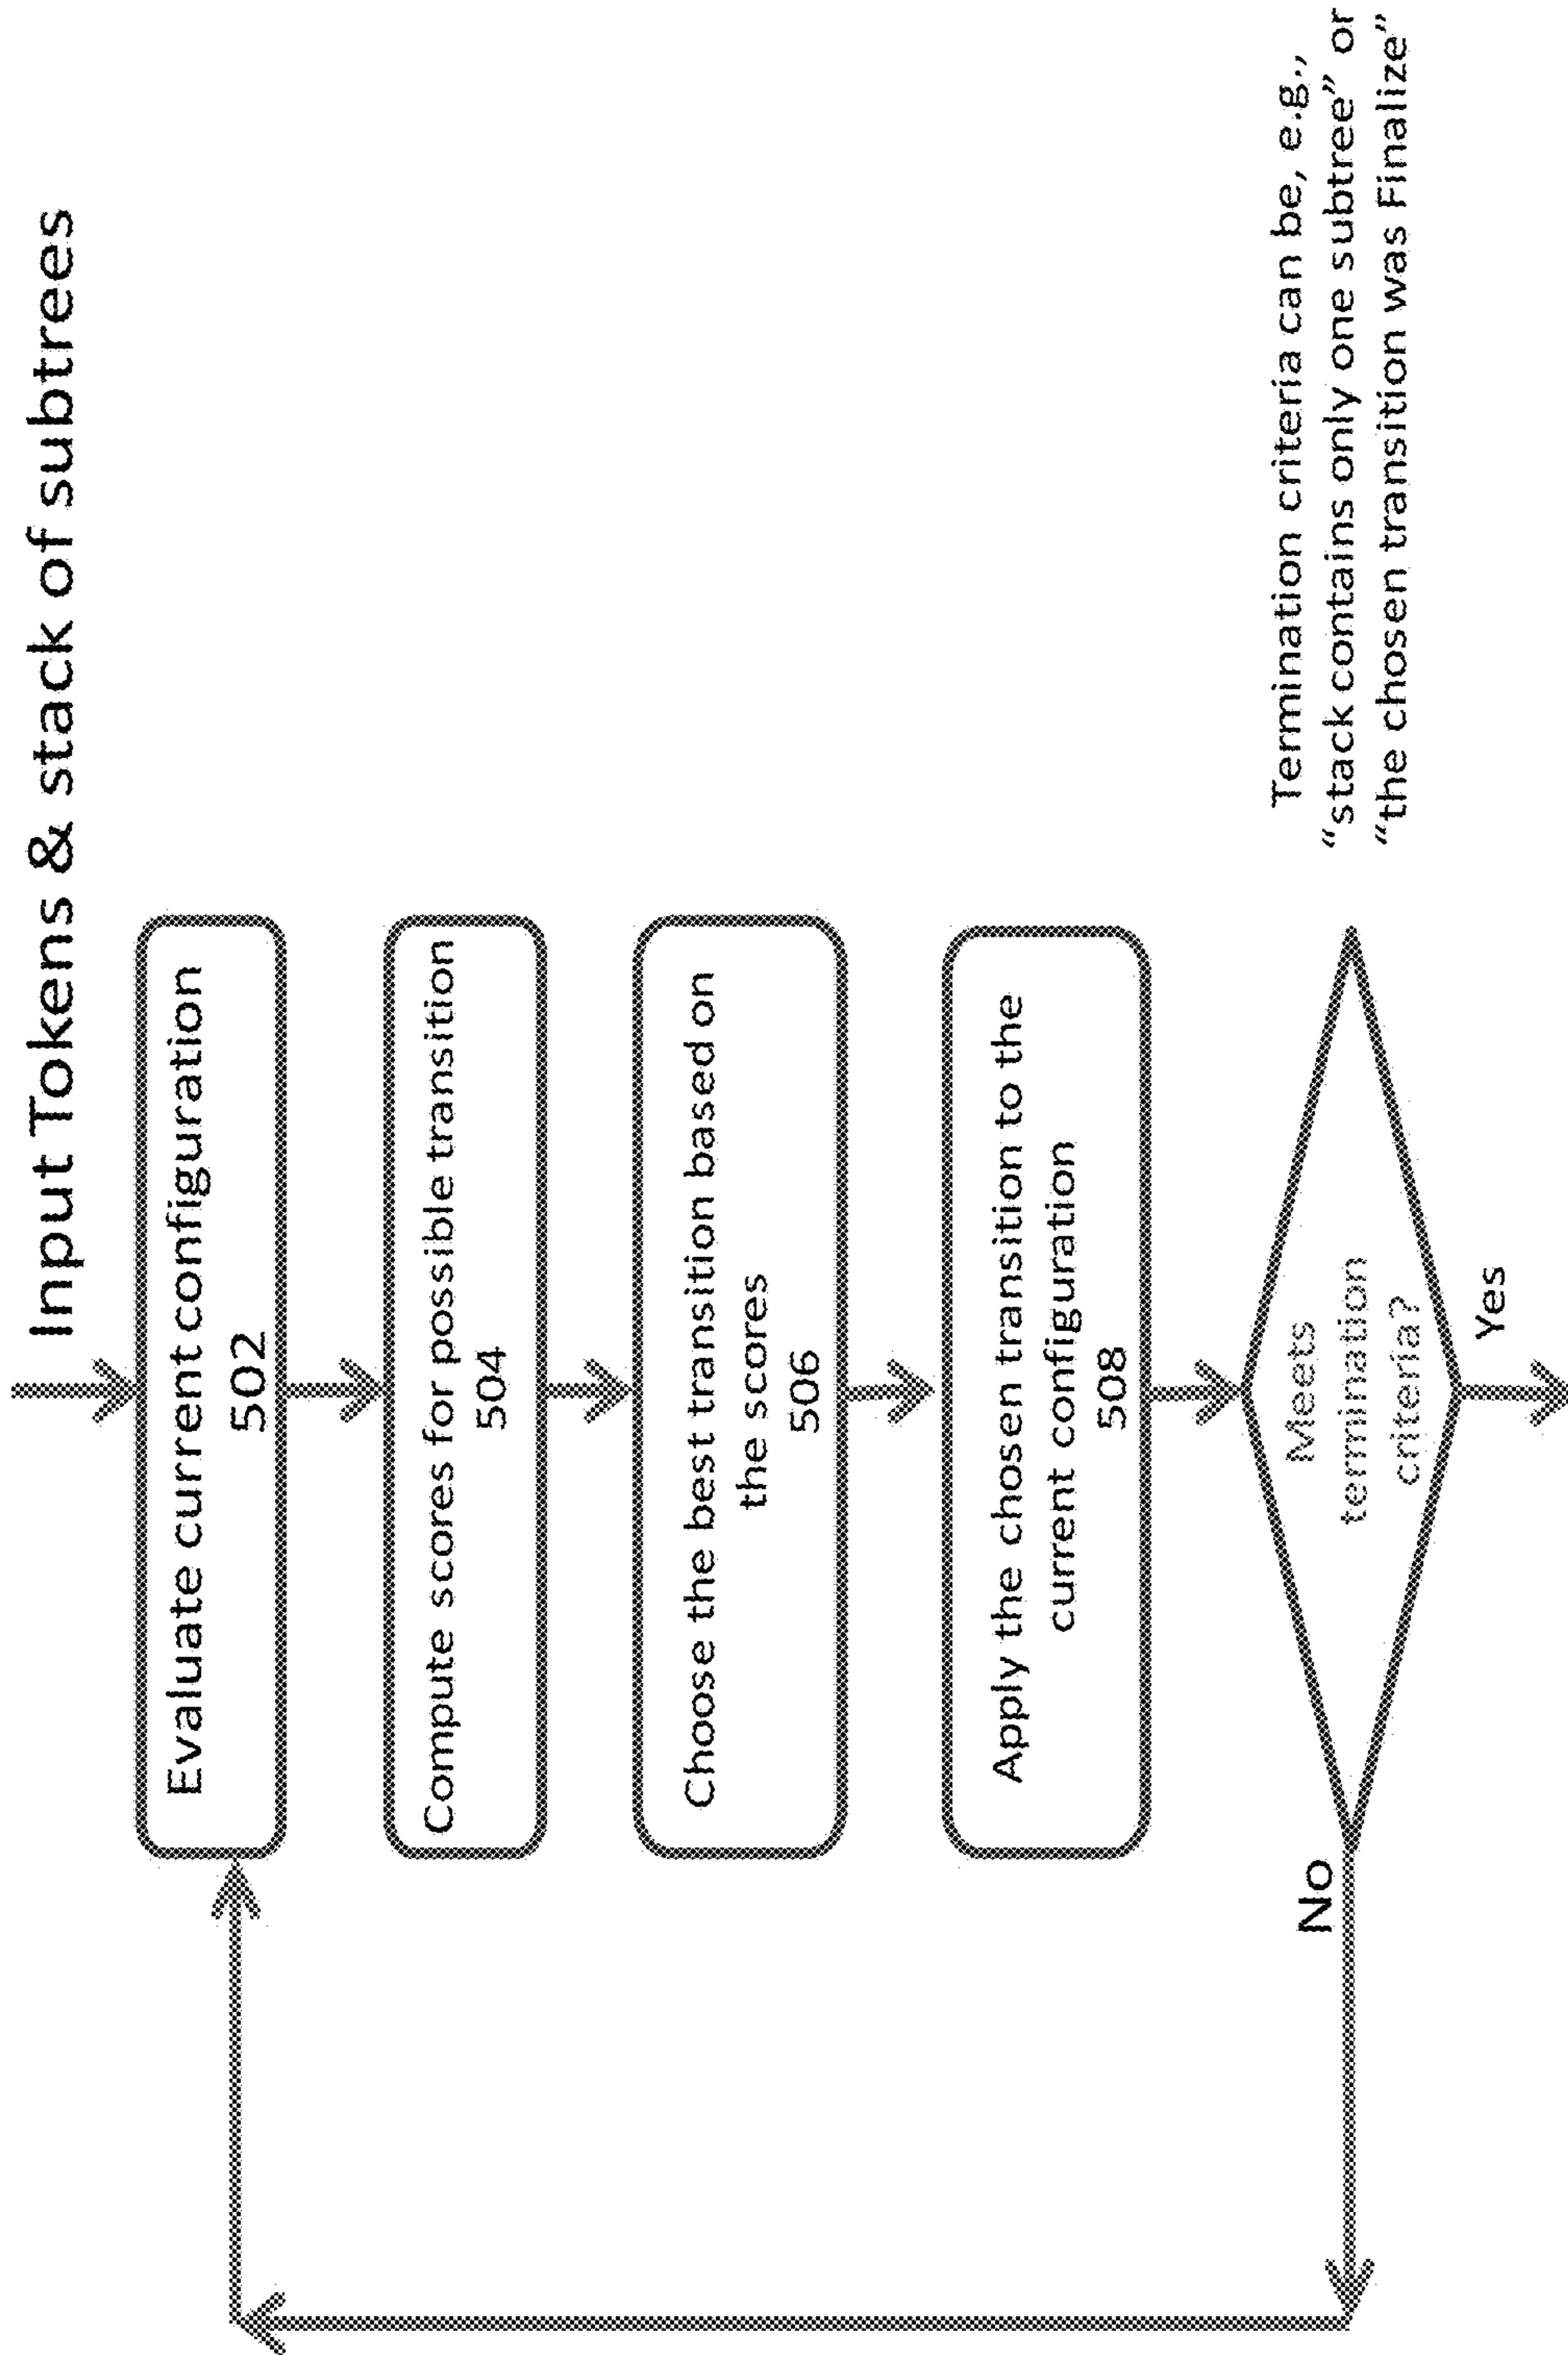 Input Tokens & stack of subtrees
Evaluate current configuration
502
Compute scores for possible transition
504
Choose the best transition based on
the scores
506
Apply the chosen transition to the
current configuration
508
Meets
termination
criteria?
No
Yes
Termination criteria can be, e.g.,
“stack contains only one subtree” or
“the chosen transition was Finalize”